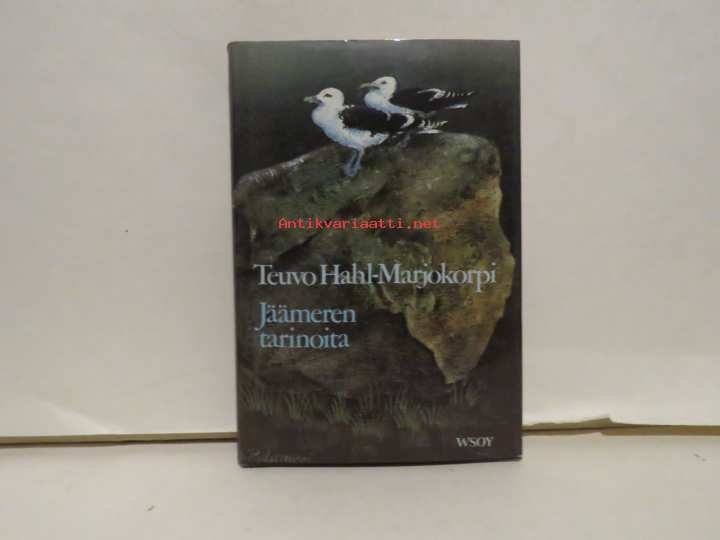 Antikvariaatti.net
Teuvo Hahl-Marjokorpi
Jäämeren
tarinoita
WSOY